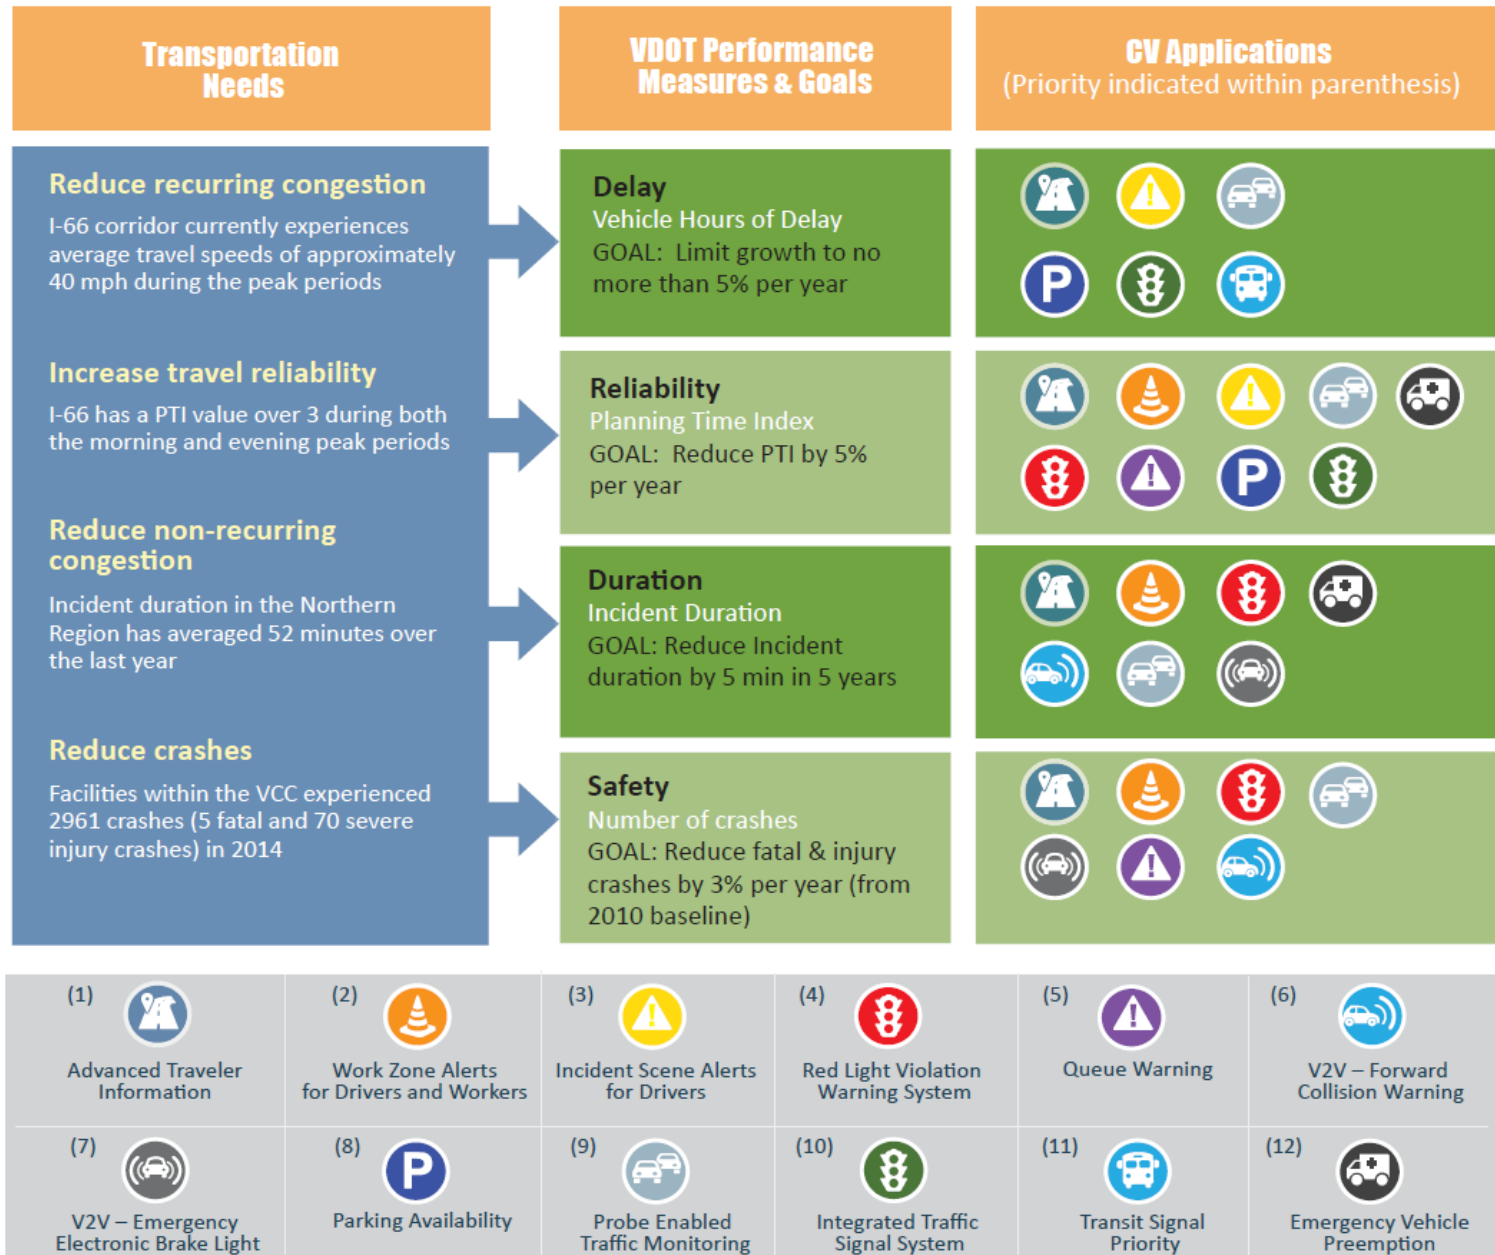 Transportation
Needs
VDOT Performance
Measures & Goals
CV Applications
(Priority indicated within parenthesis)
Reduce recurring congestion
I-66 corridor currently experiences
average travel speeds of approximately
40 mph during the peak periods
Delay
Vehicle Hours of Delay
GOAL: Limit growth to no
more than 5% per year
P
Increase travel reliability
I-66 has a PTI value over 3 during both
the morning and evening peak periods
Reliability
Planning Time Index
GOAL: Reduce PTI by 5%
per year
P
Reduce non-recurring
congestion
Incident duration in the Northern
Region has averaged 52 minutes over
the last year
Duration
Incident Duration
GOAL: Reduce Incident
duration by 5 min in 5 years
Reduce crashes
Facilities within the VCC experienced
2961 crashes (5 fatal and 70 severe
injury crashes) in 2014
Safety
Number of crashes
GOAL: Reduce fatal & injury
crashes by 3% per year (from
2010 baseline)
(1)
Advanced Traveler
Information
(2)
Work Zone Alerts
for Drivers and Workers
(3)
Incident Scene Alerts
for Drivers
(4)
Red Light Violation
Warning System
(5)
Queue Warning
(6)
V2V – Forward
Collision Warning
(7)
V2V – Emergency
Electronic Brake Light
(8)
P
Parking Availability
(9)
Probe Enabled
Traffic Monitoring
(10)
Integrated Traffic
Signal System
(11)
Transit Signal
Priority
(12)
Emergency Vehicle
Preemption